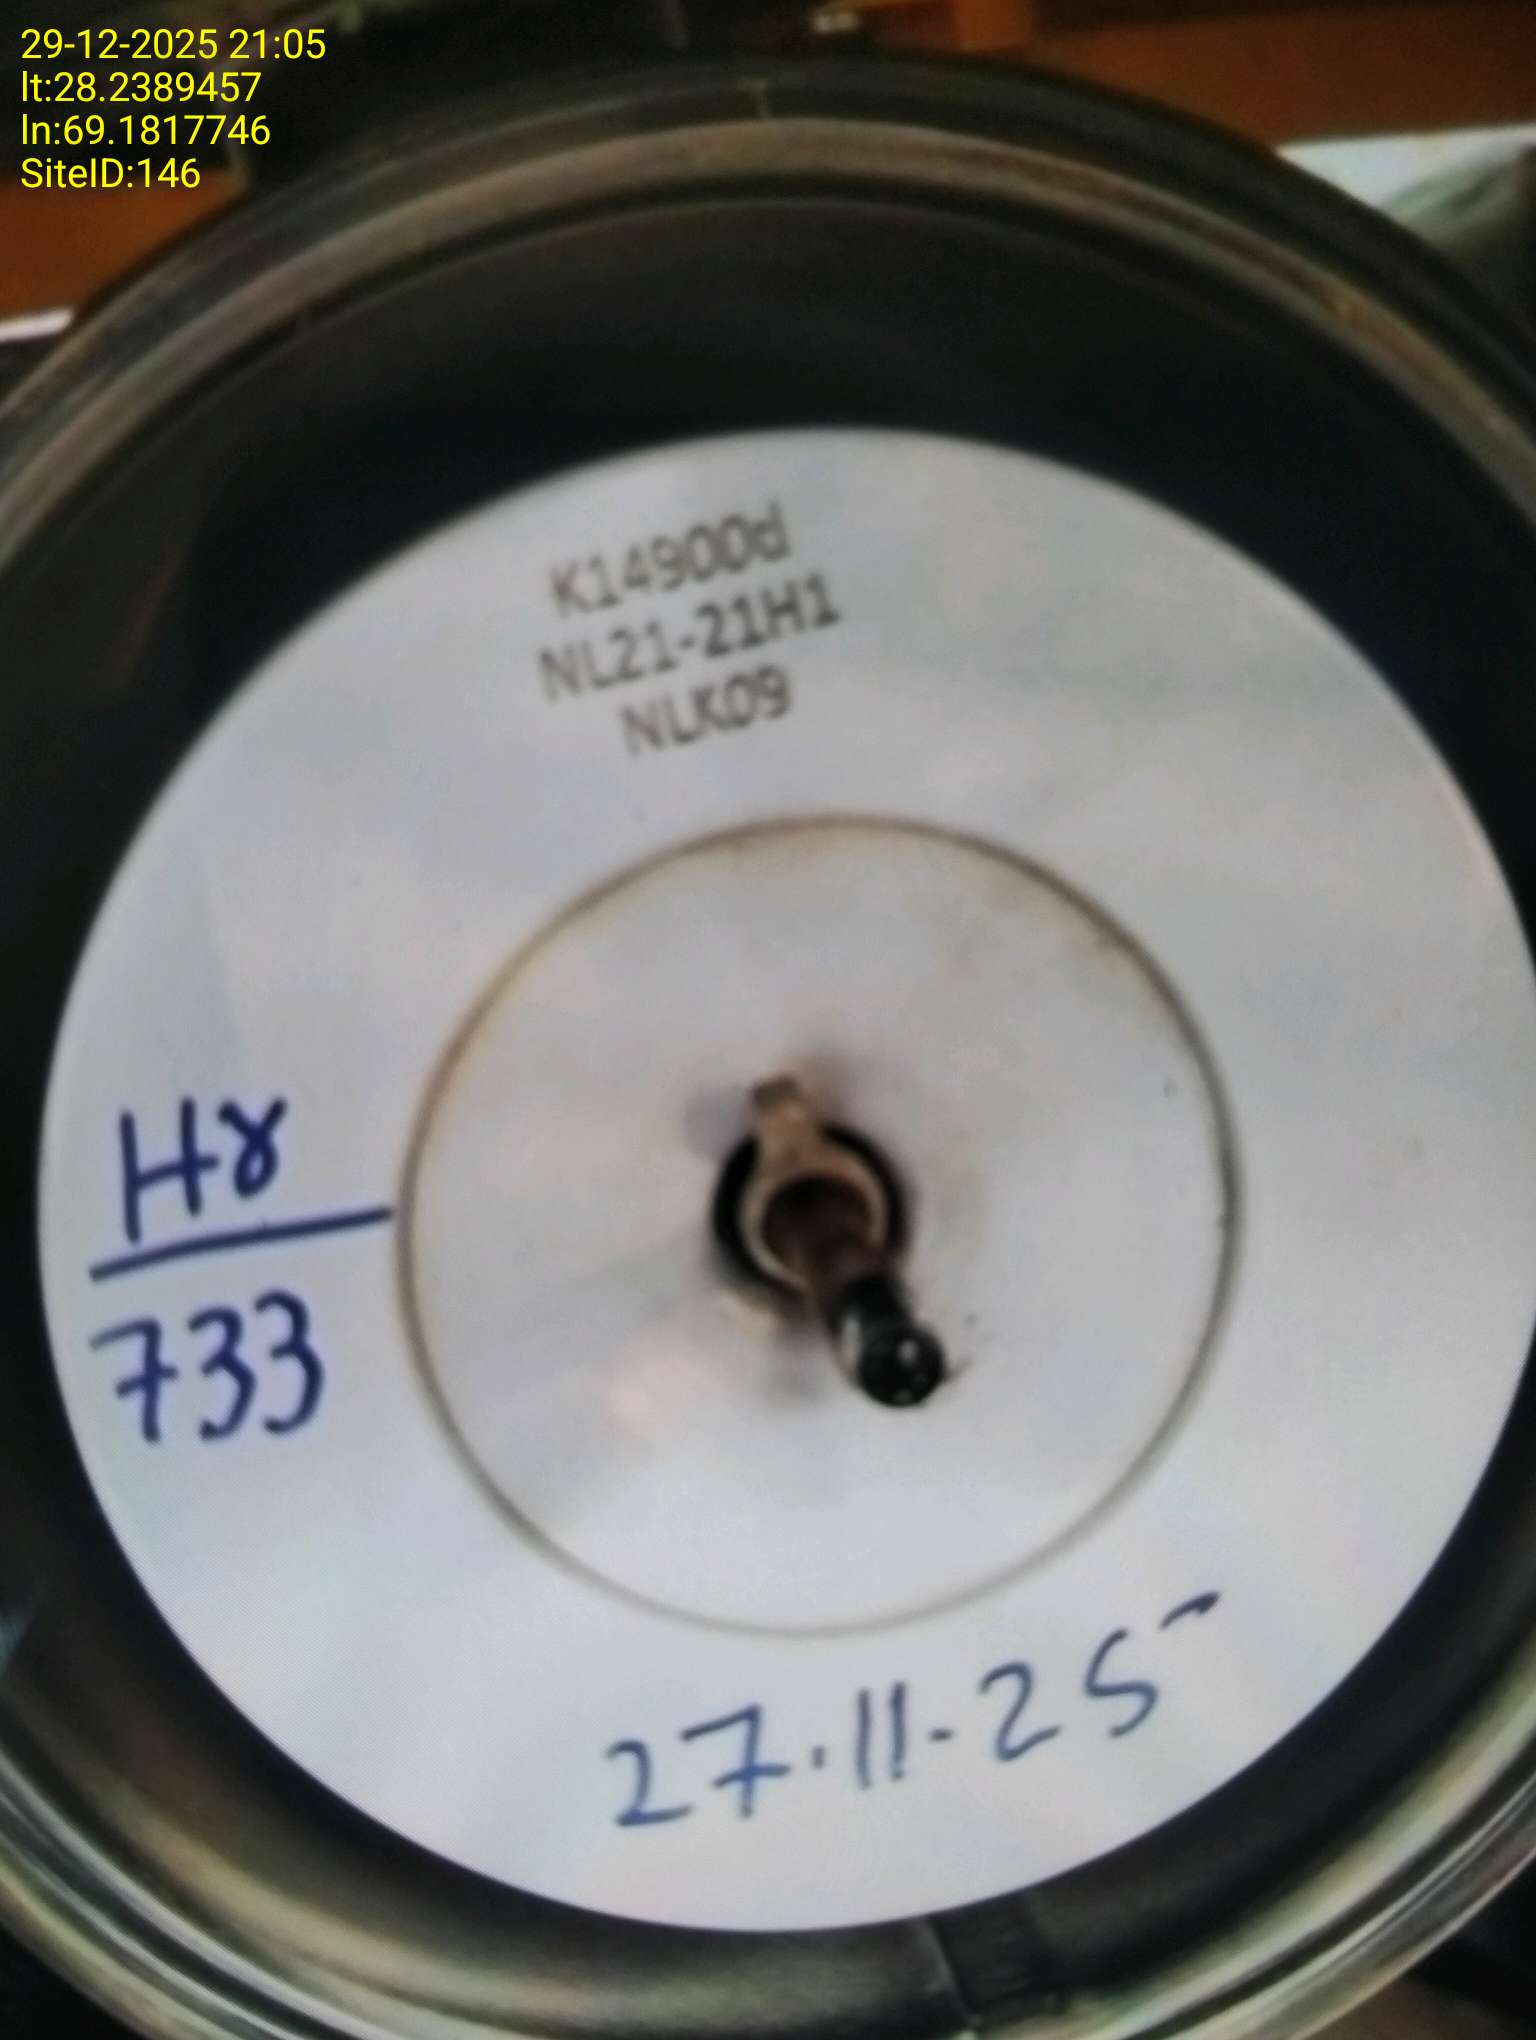 29-12-2025 21:05
lt:28.2389457
ln:69.1817746
SiteID:146
K14900d
NL21-21H1
NLK09
Hr
733
27.11.25